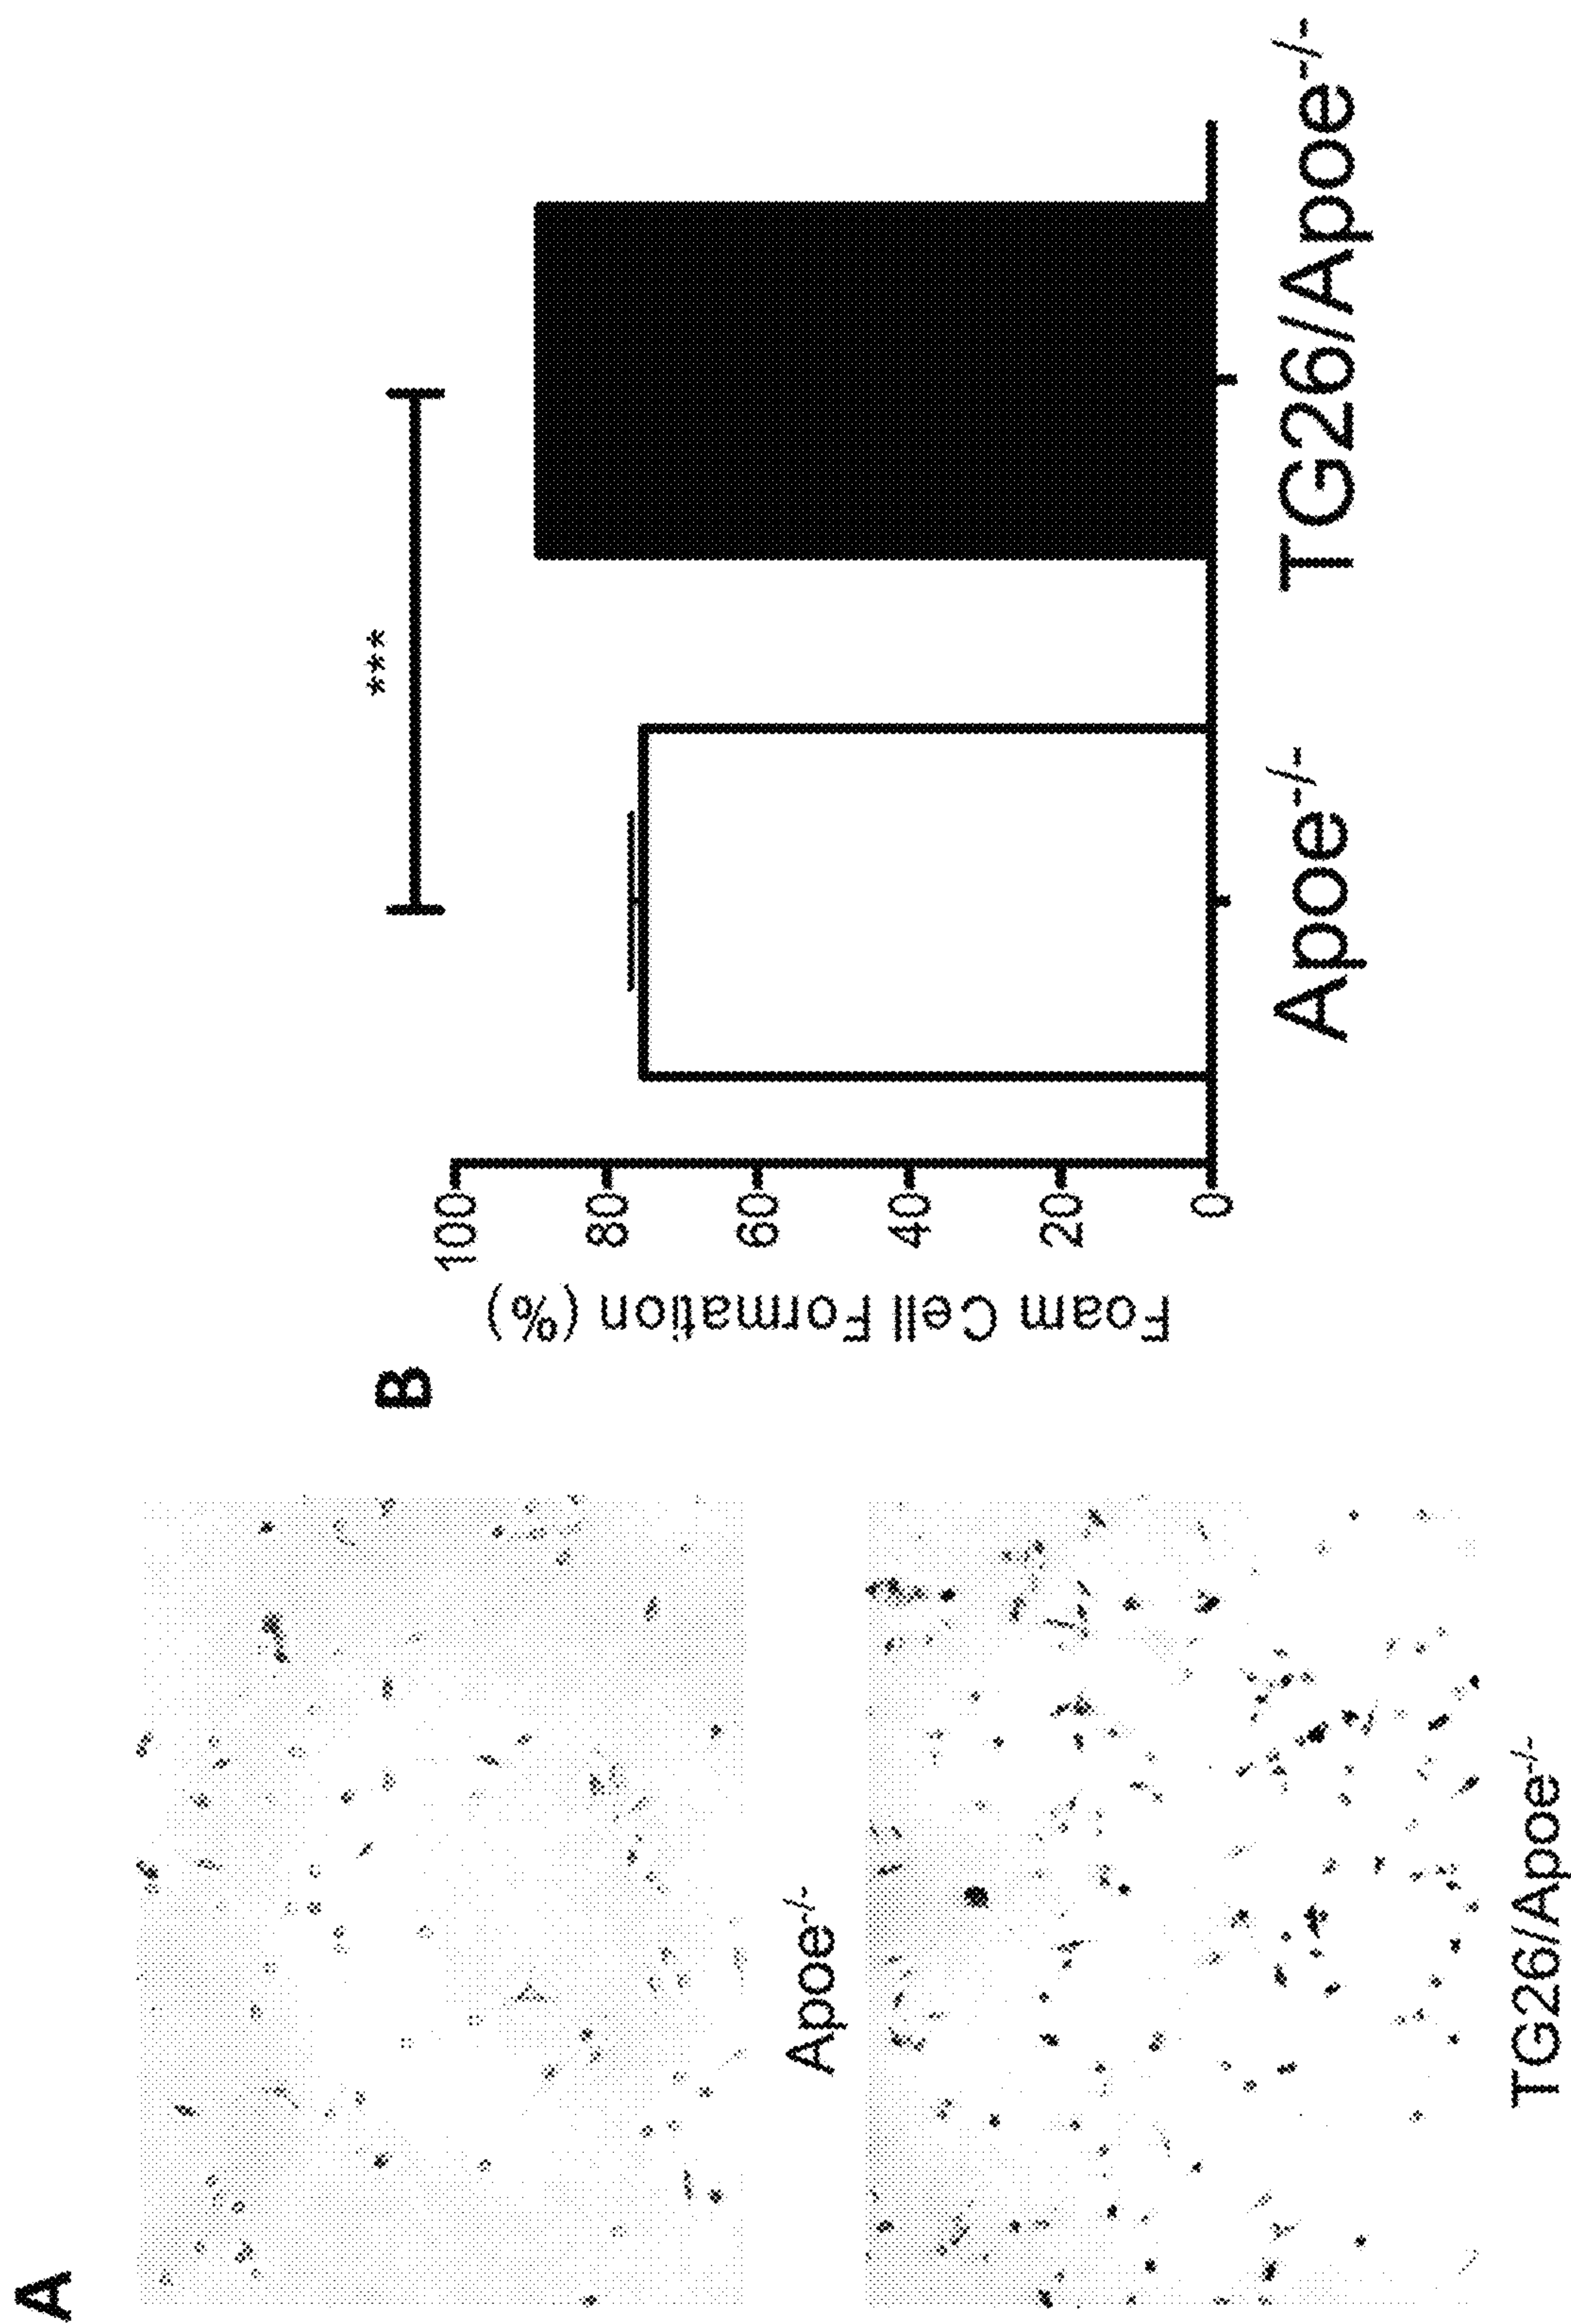 A
Apoe-/-
TG26/Apoe-/-
B
Foam Cell Formation (%)
100
80
60
40
20
0
***
Apoe-/-
TG26/Apoe-/-